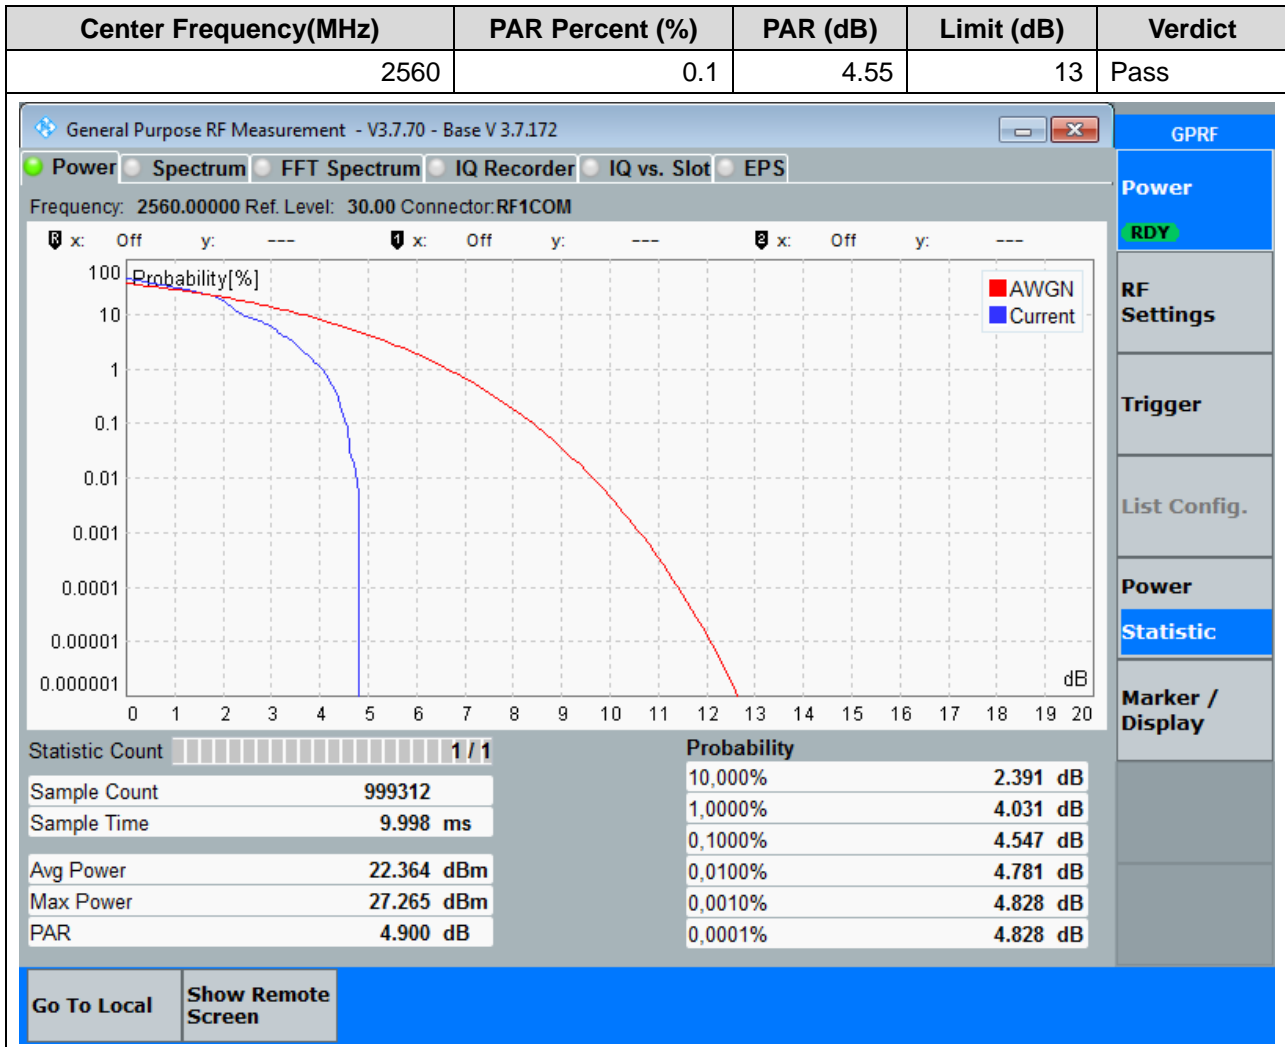 Center Frequency(MHz) PAR Percent (%) PAR (dB) Limit (dB) Verdict
2560 0.1 4.55 13 Pass
General Purpose RF Measurement - V3.7.70 - Base V 3.7.172
GPRF
Power Spectrum FFT Spectrum IQ Recorder IQ vs. Slot EPS
Frequency: 2560.00000 Ref. Level: 30.00 Connector:RF1COM
R x: Off y: --- 1 x: Off y: --- 2 x: Off y: ---
Probability[%]
100
10
1
0.1
0.01
0.001
0.0001
0.00001
0.000001
AWGN
Current
dB
0 1 2 3 4 5 6 7 8 9 10 11 12 13 14 15 16 17 18 19 20
Statistic Count 1 / 1
Sample Count 999312
Sample Time 9.998 ms
Avg Power 22.364 dBm
Max Power 27.265 dBm
PAR 4.900 dB
Probability
10,000% 2.391 dB
1,0000% 4.031 dB
0,1000% 4.547 dB
0,0100% 4.781 dB
0,0010% 4.828 dB
0,0001% 4.828 dB
Power
RDY
RF
Settings
Trigger
List Config.
Power
Statistic
Marker /
Display
Go To Local
Show Remote
Screen